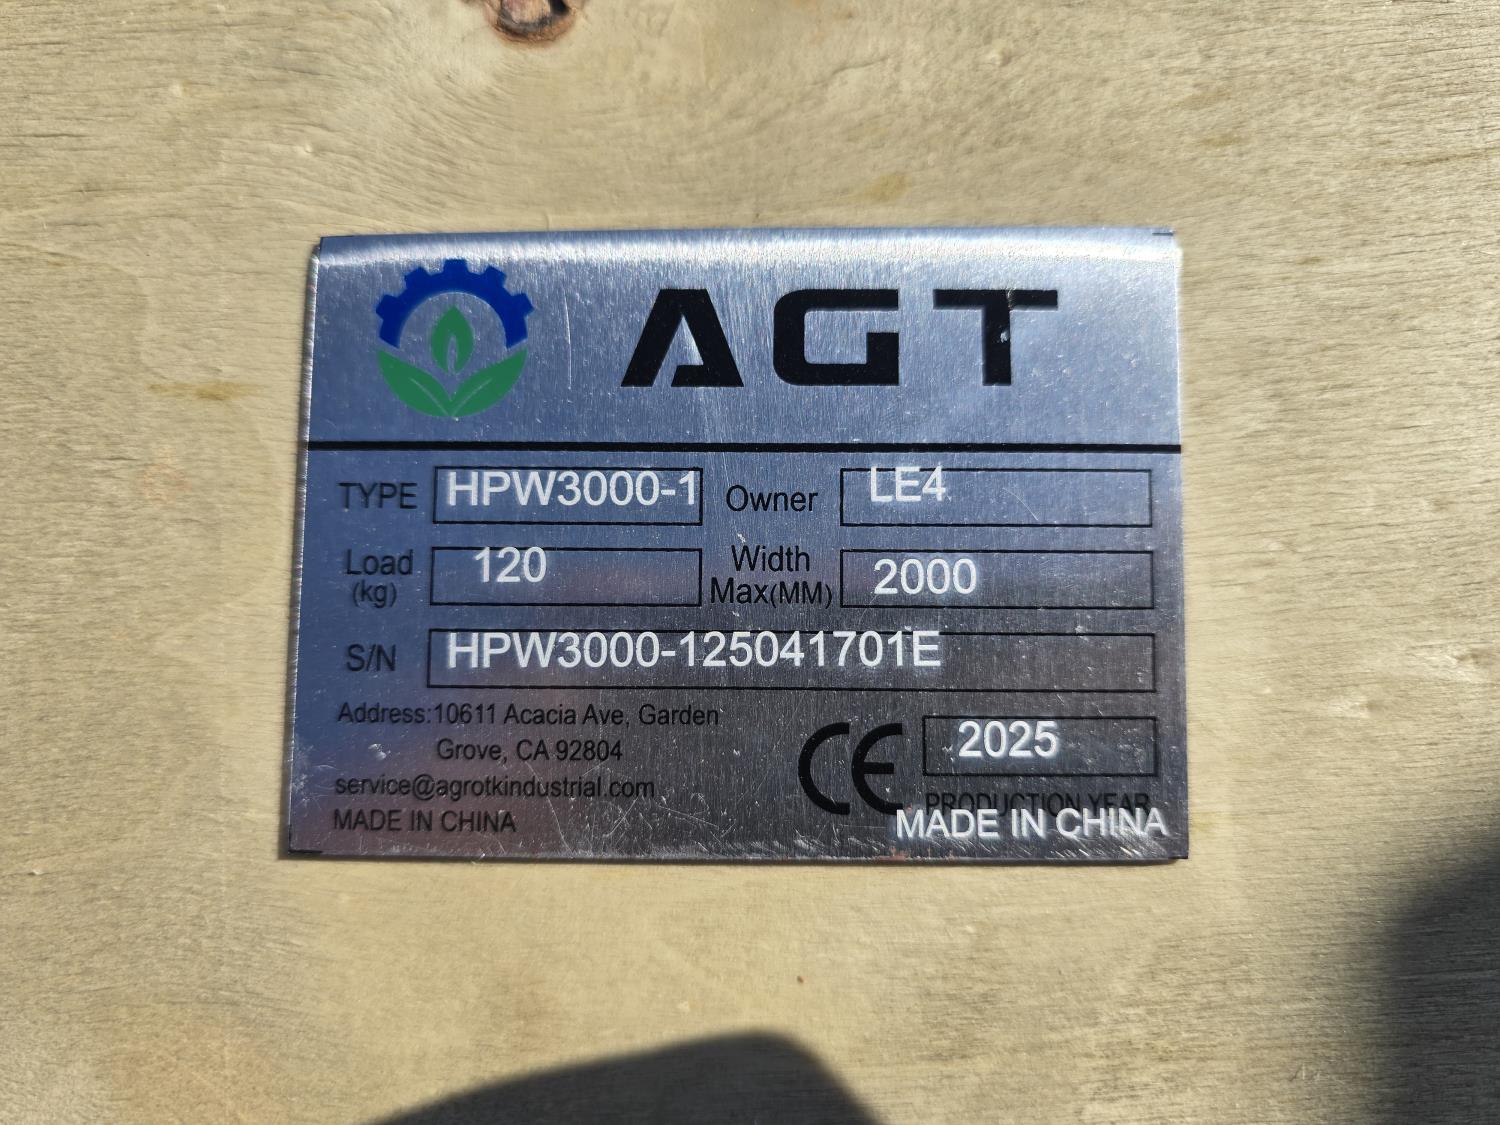 AGT
TYPE HPW3000-1 Owner LE4
Load (kg) 120 Width Max(MM) 2000
S/N HPW3000-125041701E
Address:10611 Acacia Ave, Garden
Grove, CA 92804
service@agrotkindustrial.com
MADE IN CHINA
CE 2025
PRODUCTION YEAR
MADE IN CHINA